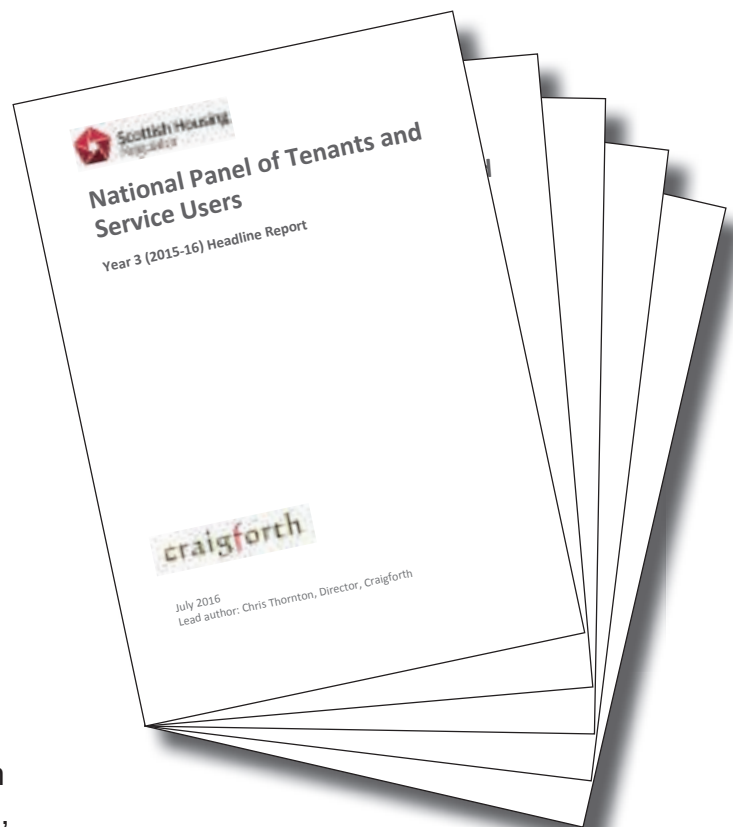 Scottish Housing
Regulator
National Panel of Tenants and
Service Users
Year 3 (2015-16) Headline Report
craigforth
July 2016
Lead author: Chris Thornton, Director, Craigforth